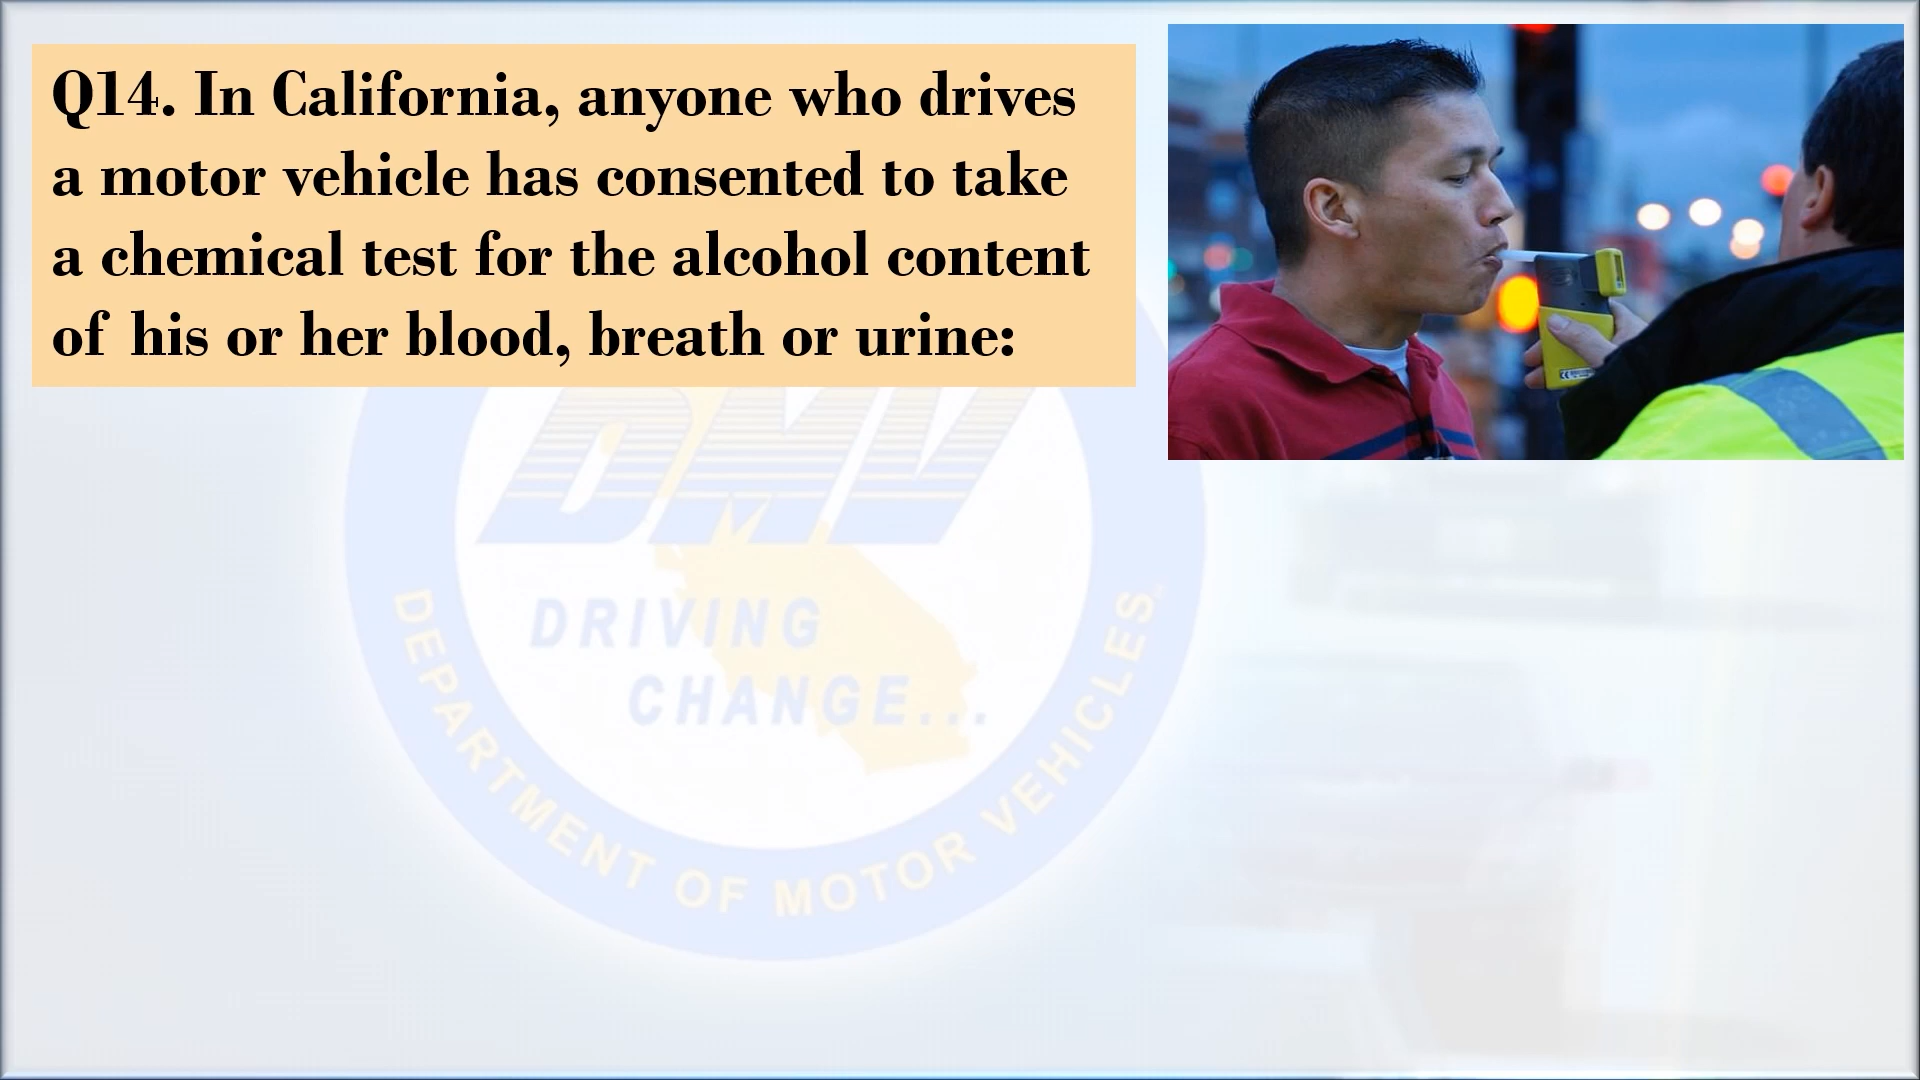 Q14. In California, anyone who drives
a motor vehicle has consented to take
a chemical test for the alcohol content
of his or her blood, breath or urine:
DMV
DRIVING
CHANGE...
DEPARTMENT OF MOTOR VEHICLES